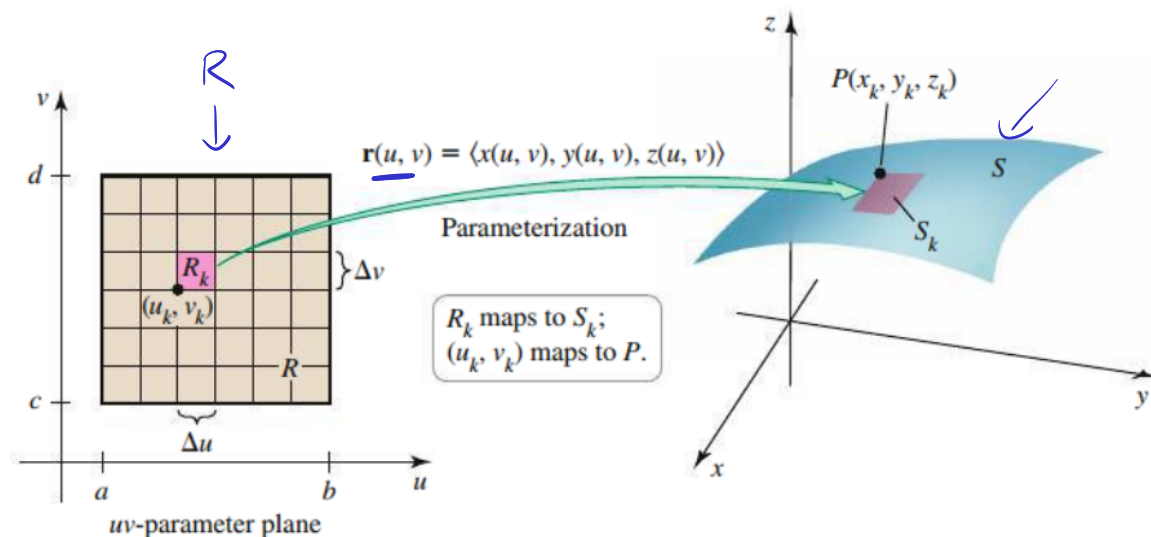 R
v
d
c
a
b
u
R_k
(u_k, v_k)
R
Δv
Δu
uv-parameter plane
r(u, v) = ⟨x(u, v), y(u, v), z(u, v)⟩
Parameterization
R_k maps to S_k;
(u_k, v_k) maps to P.
z
P(x_k, y_k, z_k)
S
S_k
y
x